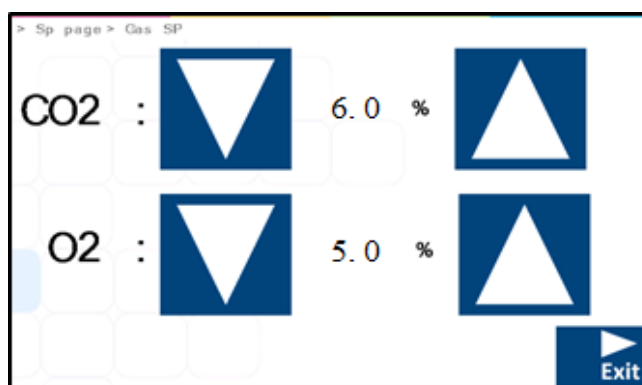 > Sp page > Gas SP
CO2 : 6.0 %
O2 : 5.0 %
Exit